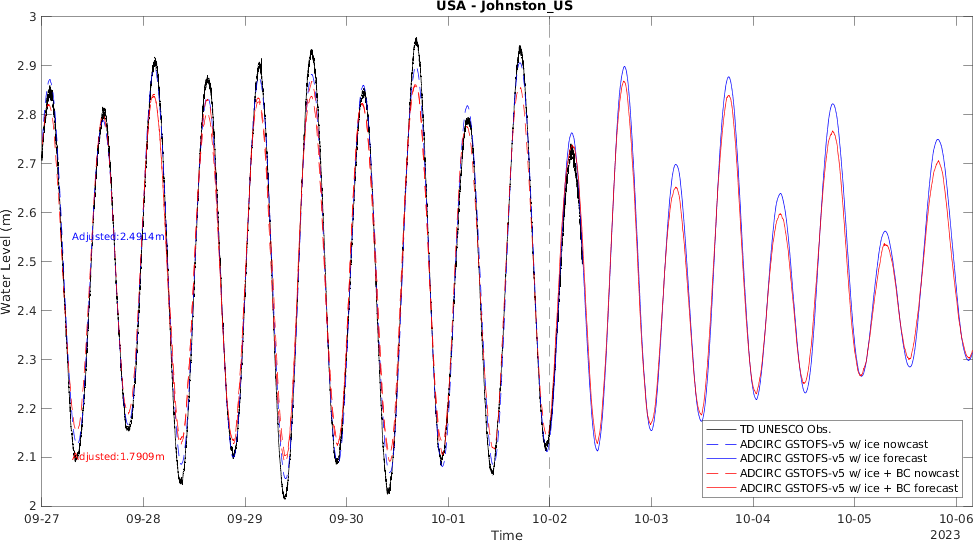 USA - Johnston_US
3
2.9
2.8
2.7
2.6
2.5
2.4
2.3
2.2
2.1
2
Water Level (m)
Adjusted:2.4914m
Adjusted:1.7909m
TD UNESCO Obs.
ADCIRC GSTOFS-v5 w/ ice nowcast
ADCIRC GSTOFS-v5 w/ ice forecast
ADCIRC GSTOFS-v5 w/ ice + BC nowcast
ADCIRC GSTOFS-v5 w/ ice + BC forecast
09-27 09-28 09-29 09-30 10-01 10-02 10-03 10-04 10-05 10-06
2023
Time